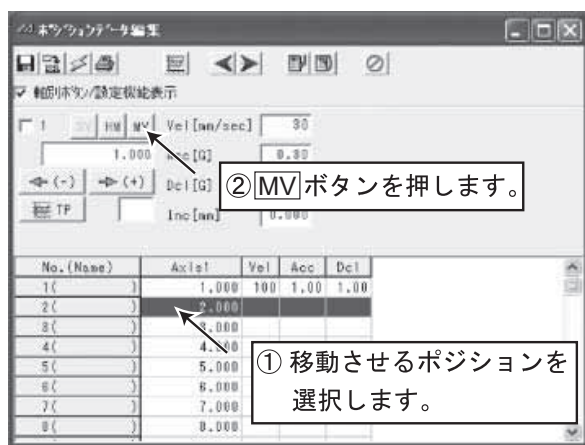 ポジションデータ編集
軸別ボタン/設定機能表示
1 SV HM MV Vel[mm/sec] 30
1.000 Acc[G] 0.30
(-) (+) Dcl[G]
② MV ボタンを押します。
TP Inc[mm] 0.000
No.(Name) Axis1 Vel Acc Dcl
1( ) 1.000 100 1.00 1.00
2( ) 2.000
3( ) 3.000
4( ) 4.000
5( ) 5.000
6( ) 6.000
7( ) 7.000
8( ) 8.000
① 移動させるポジションを
選択します。